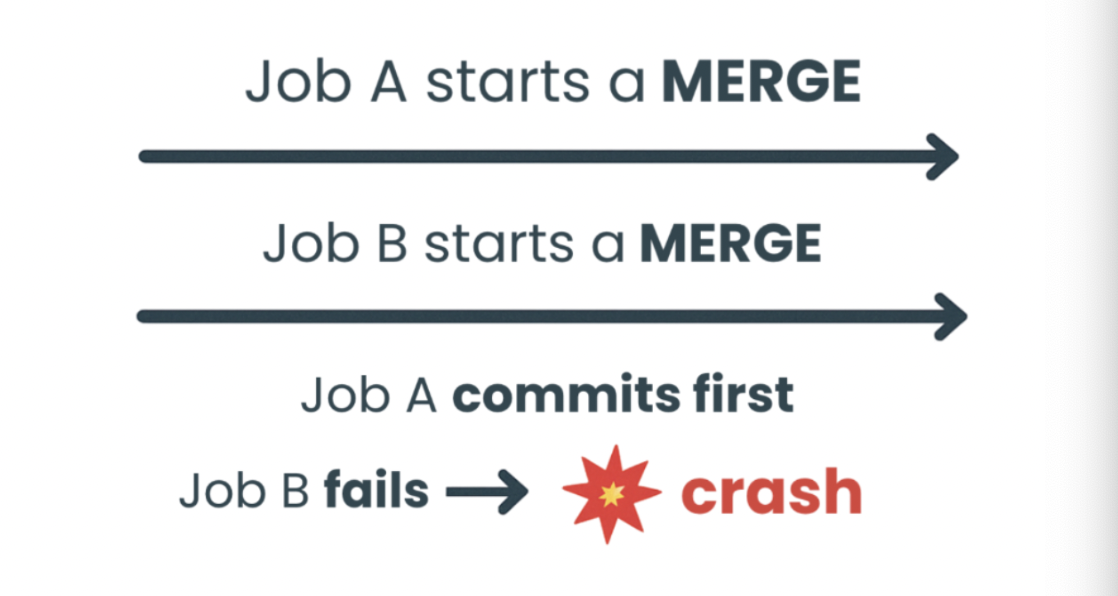 Job A starts a MERGE
Job B starts a MERGE
Job A commits first
Job B fails → crash